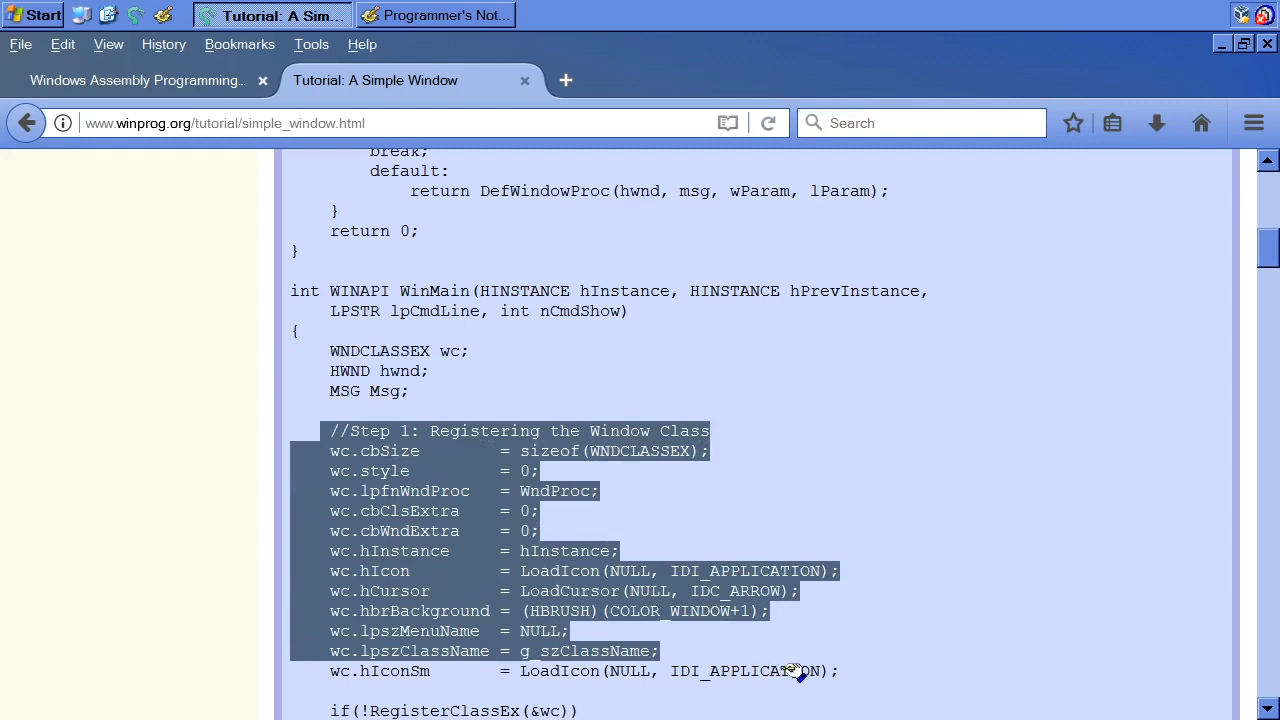 Start
Tutorial: A Sim...
Programmer's Not...
File Edit View History Bookmarks Tools Help
Windows Assembly Programming...
Tutorial: A Simple Window
www.winprog.org/tutorial/simple_window.html
Search
break;
default:
return DefWindowProc(hwnd, msg, wParam, lParam);
}
return 0;
}
int WINAPI WinMain(HINSTANCE hInstance, HINSTANCE hPrevInstance,
LPSTR lpCmdLine, int nCmdShow)
{
WNDCLASSEX wc;
HWND hwnd;
MSG Msg;
//Step 1: Registering the Window Class
wc.cbSize = sizeof(WNDCLASSEX);
wc.style = 0;
wc.lpfnWndProc = WndProc;
wc.cbClsExtra = 0;
wc.cbWndExtra = 0;
wc.hInstance = hInstance;
wc.hIcon = LoadIcon(NULL, IDI_APPLICATION);
wc.hCursor = LoadCursor(NULL, IDC_ARROW);
wc.hbrBackground = (HBRUSH)(COLOR_WINDOW+1);
wc.lpszMenuName = NULL;
wc.lpszClassName = g_szClassName;
wc.hIconSm = LoadIcon(NULL, IDI_APPLICATION);
if(!RegisterClassEx(&wc))